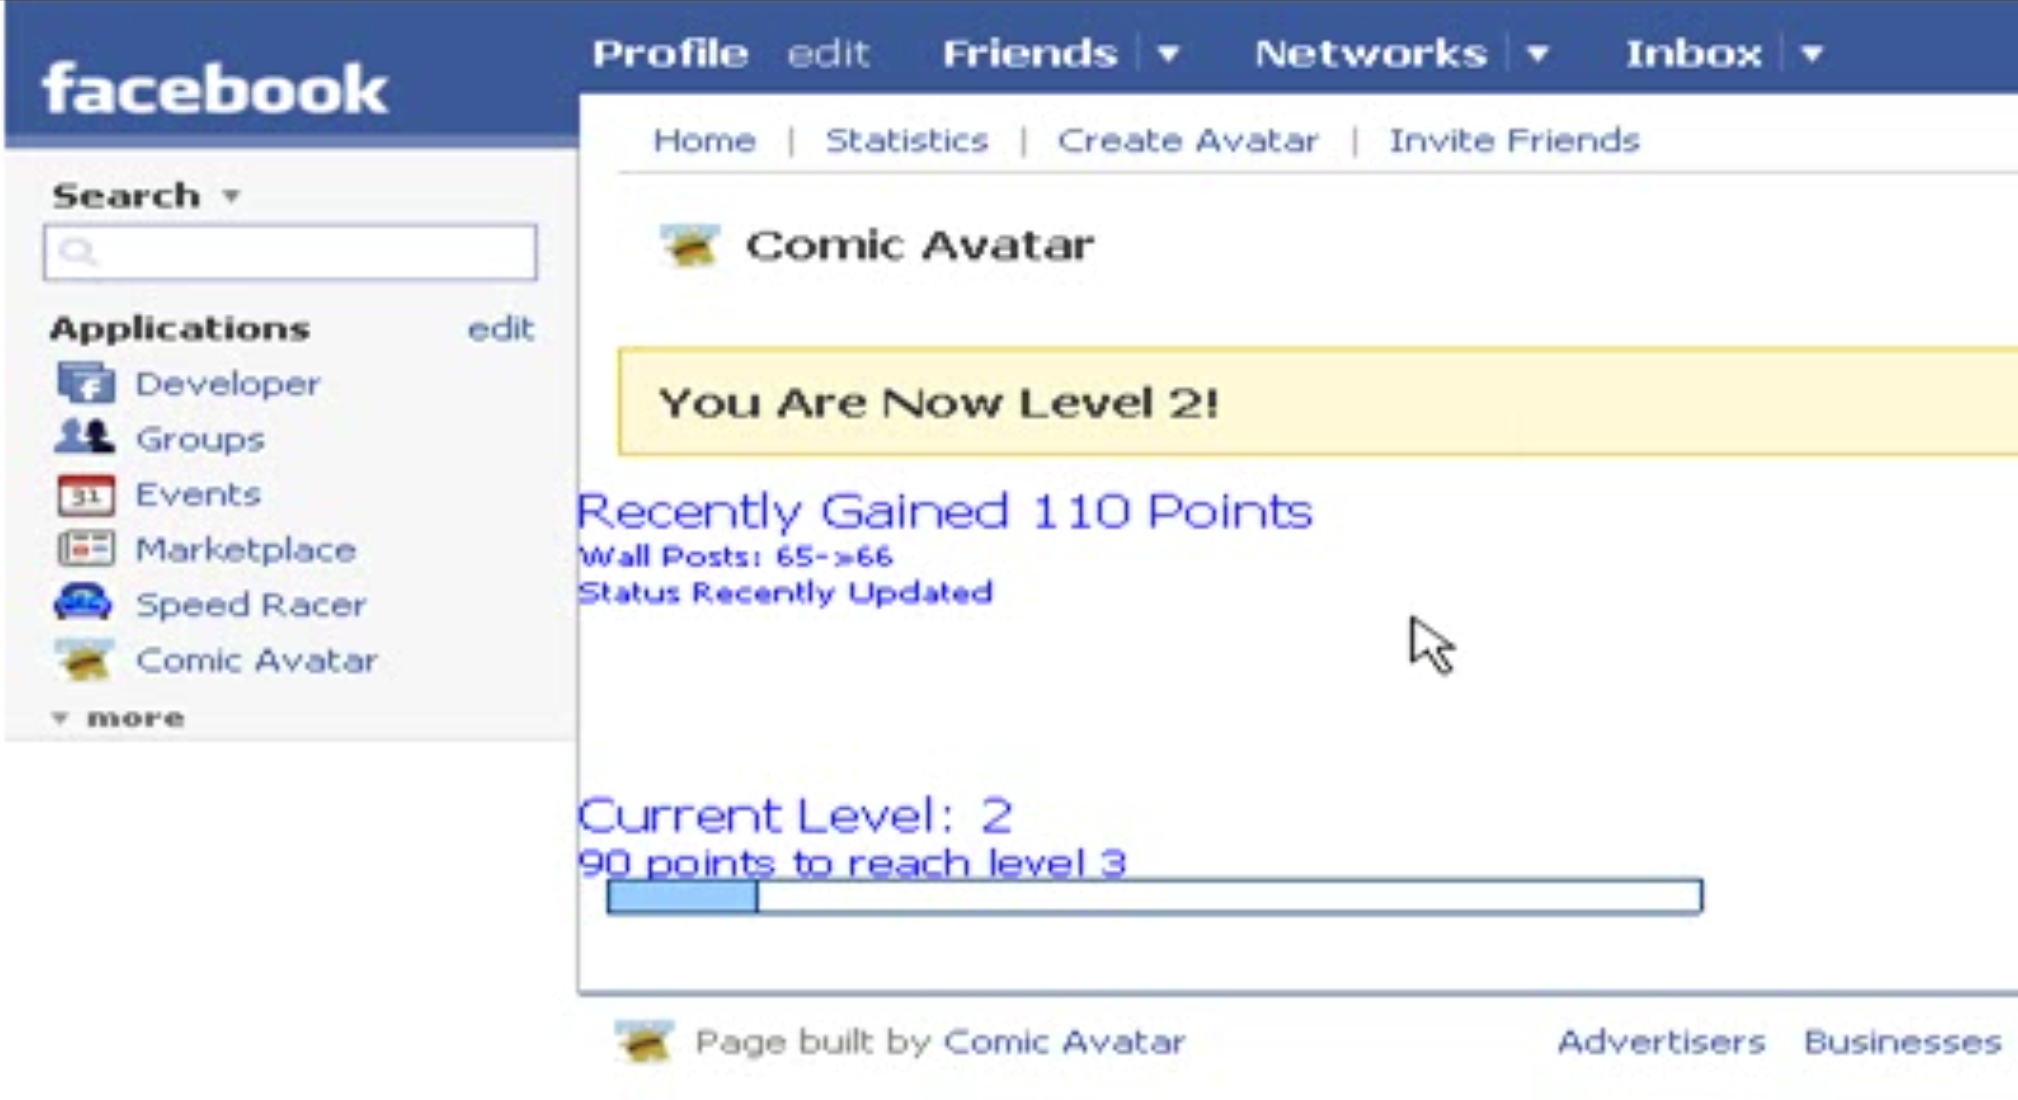 facebook
Profile edit Friends Networks Inbox
Home | Statistics | Create Avatar | Invite Friends
Search
Applications edit
Developer
Groups
31 Events
Marketplace
Speed Racer
Comic Avatar
more
Comic Avatar
You Are Now Level 2!
Recently Gained 110 Points
Wall Posts: 65->66
Status Recently Updated
Current Level: 2
90 points to reach level 3
Page built by Comic Avatar
Advertisers Businesses